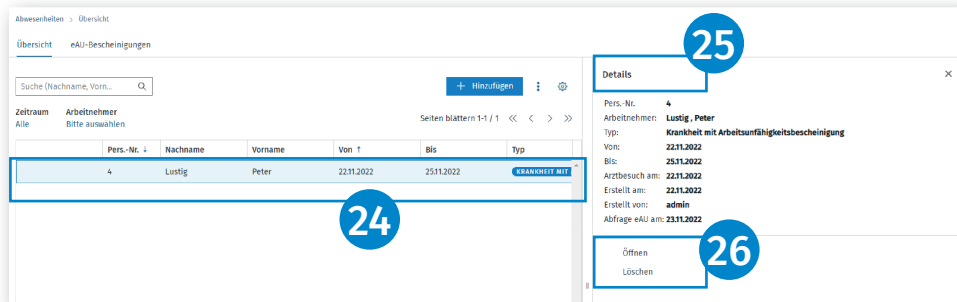 Abwesenheiten > Übersicht
Übersicht eAU-Bescheinigungen
Suche (Nachname, Vorn...
+ Hinzufügen
Zeitraum Arbeitnehmer
Alle Bitte auswählen
Seiten blättern 1-1 / 1
Pers.-Nr. ↓ Nachname Vorname Von ↑ Bis Typ
4 Lustig Peter 22.11.2022 25.11.2022 KRANKHEIT MIT
24
25
Details
Pers.-Nr. 4
Arbeitnehmer: Lustig , Peter
Typ: Krankheit mit Arbeitsunfähigkeitsbescheinigung
Von: 22.11.2022
Bis: 25.11.2022
Arztbesuch am: 22.11.2022
Erstellt am: 22.11.2022
Erstellt von: admin
Abfrage eAU am: 23.11.2022
26
Öffnen
Löschen